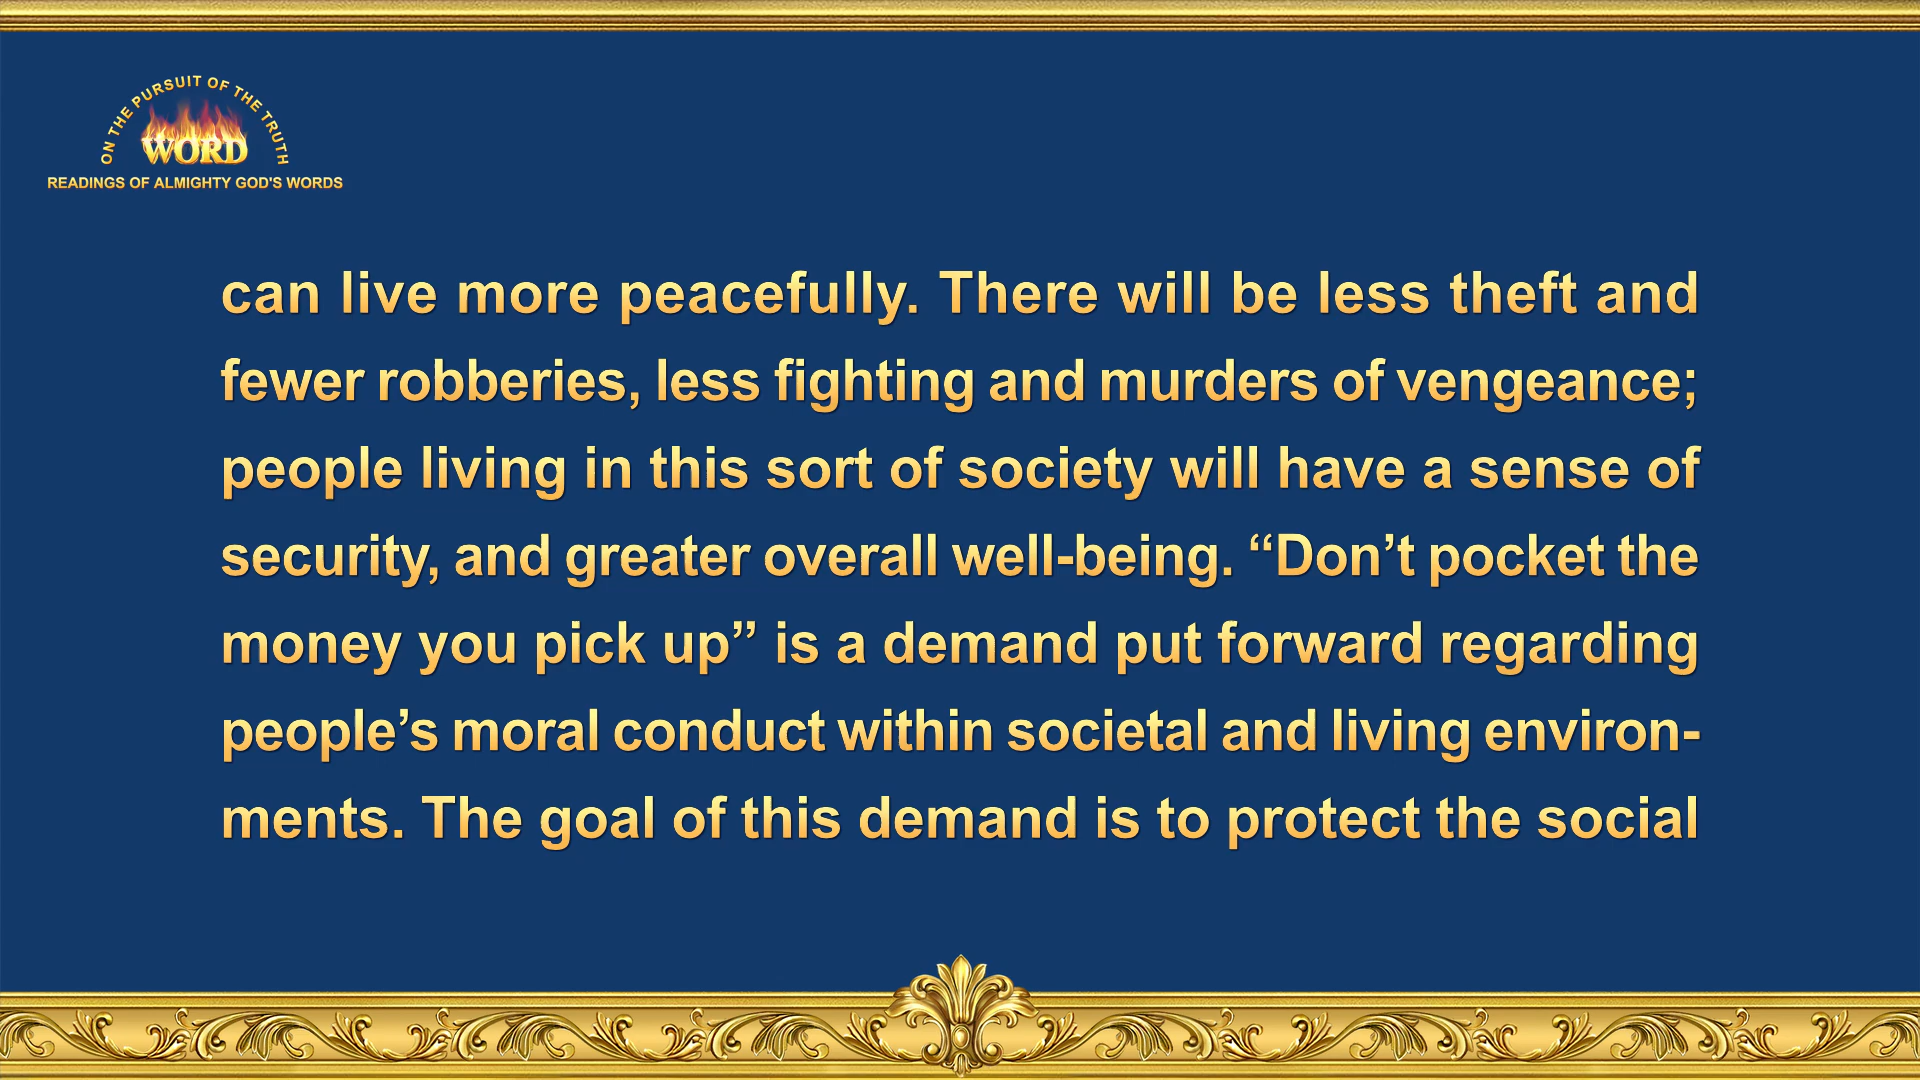 ON THE PURSUIT OF THE TRUTH
WORD
READINGS OF ALMIGHTY GOD'S WORDS
can live more peacefully. There will be less theft and
fewer robberies, less fighting and murders of vengeance;
people living in this sort of society will have a sense of
security, and greater overall well-being. “Don’t pocket the
money you pick up” is a demand put forward regarding
people’s moral conduct within societal and living environ-
ments. The goal of this demand is to protect the social